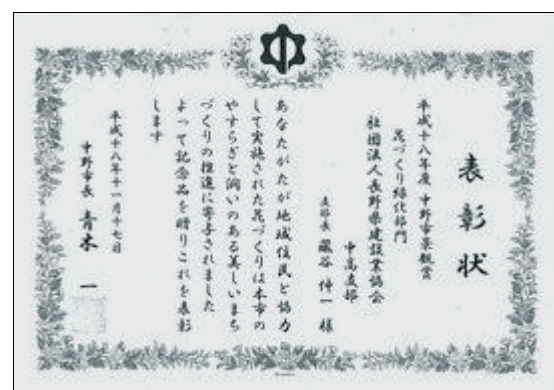 表彰状
平成十八年度 中野市景観賞
花づくり緑化部門
社団法人長野県建設業協会
中高支部
支部長 蔵谷 伸一 様
あなたがたが地域住民と協力
して実施された花づくりは本市の
やすらぎと潤いのある美しいまち
づくりの推進に寄与されました
よって記念品を贈りこれを表彰
します
平成十八年十一月十七日
中野市長 青木 一